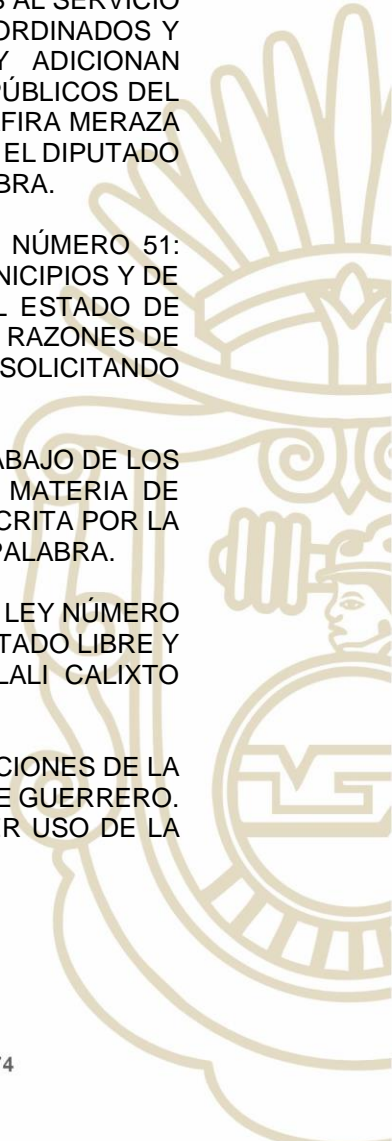 S AL SERVICIO
ORDINADOS Y
Y ADICIONAN
PÚBLICOS DEL
FIRA MERAZA
EL DIPUTADO
BRA.
NÚMERO 51:
NICIPIOS Y DE
L ESTADO DE
RAZONES DE
SOLICITANDO
ABAJO DE LOS
MATERIA DE
CRITA POR LA
PALABRA.
LEY NÚMERO
TADO LIBRE Y
LALI CALIXTO
CIONES DE LA
E GUERRERO.
ER USO DE LA
74